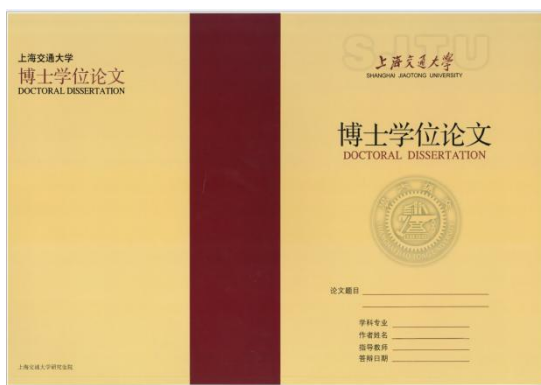 上海交通大学
博士学位论文
DOCTORAL DISSERTATION
上海交通大学研究生院
SJTU
上海交通大学
SHANGHAI JIAOTONG UNIVERSITY
博士学位论文
DOCTORAL DISSERTATION
论文题目
学科专业
作者姓名
指导教师
答辩日期